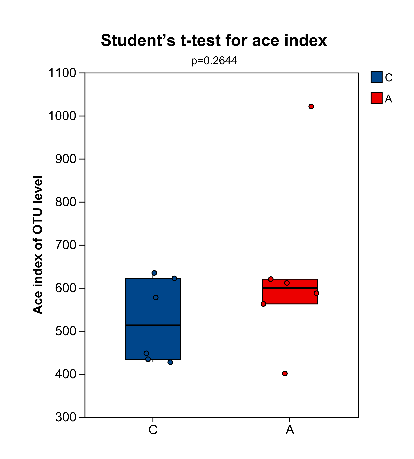 Student's t-test for ace index
p=0.2644
C
A
Ace index of OTU level
1100
1000
900
800
700
600
500
400
300
C
A